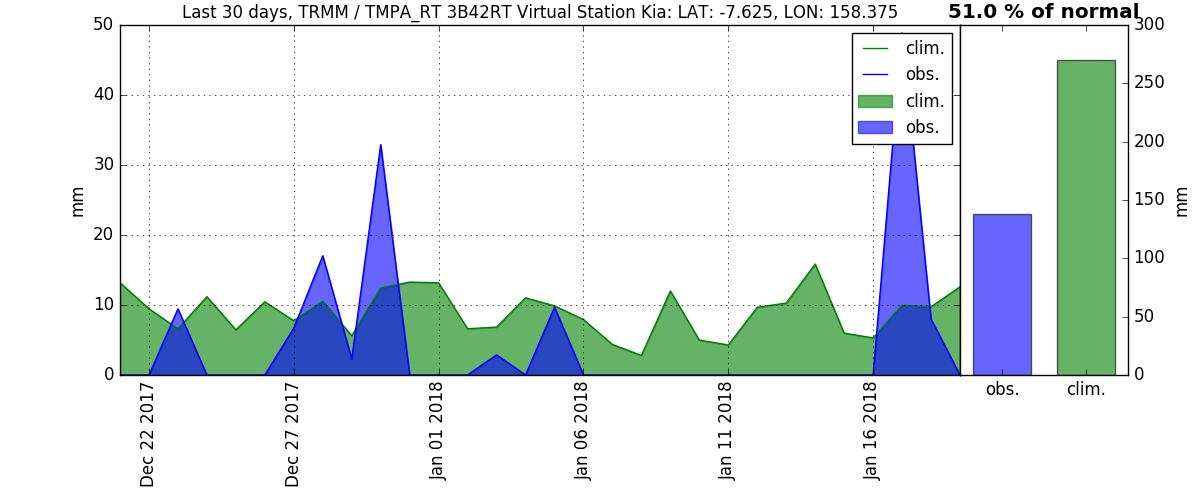 Last 30 days, TRMM / TMPA_RT 3B42RT Virtual Station Kia: LAT: -7.625, LON: 158.375
51.0 % of normal
50
40
30
20
10
0
mm
clim.
obs.
clim.
obs.
Dec 22 2017
Dec 27 2017
Jan 01 2018
Jan 06 2018
Jan 11 2018
Jan 16 2018
300
250
200
150
100
50
0
mm
obs.
clim.